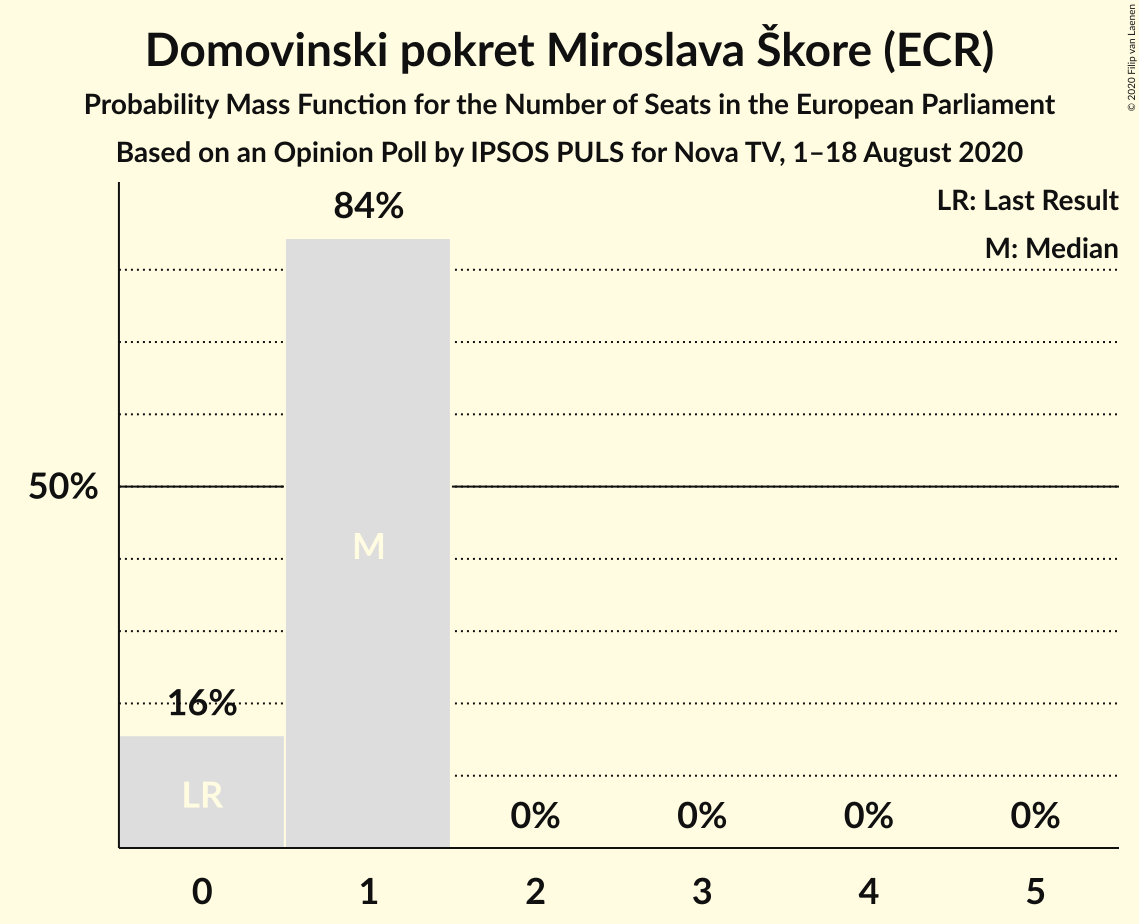 Domovinski pokret Miroslava Škore (ECR)
Probability Mass Function for the Number of Seats in the European Parliament
Based on an Opinion Poll by IPSOS PULS for Nova TV, 1–18 August 2020
© 2020 Filip van Laenen
LR: Last Result
M: Median
84%
50%
M
16%
LR
0% 0% 0% 0%
0 1 2 3 4 5